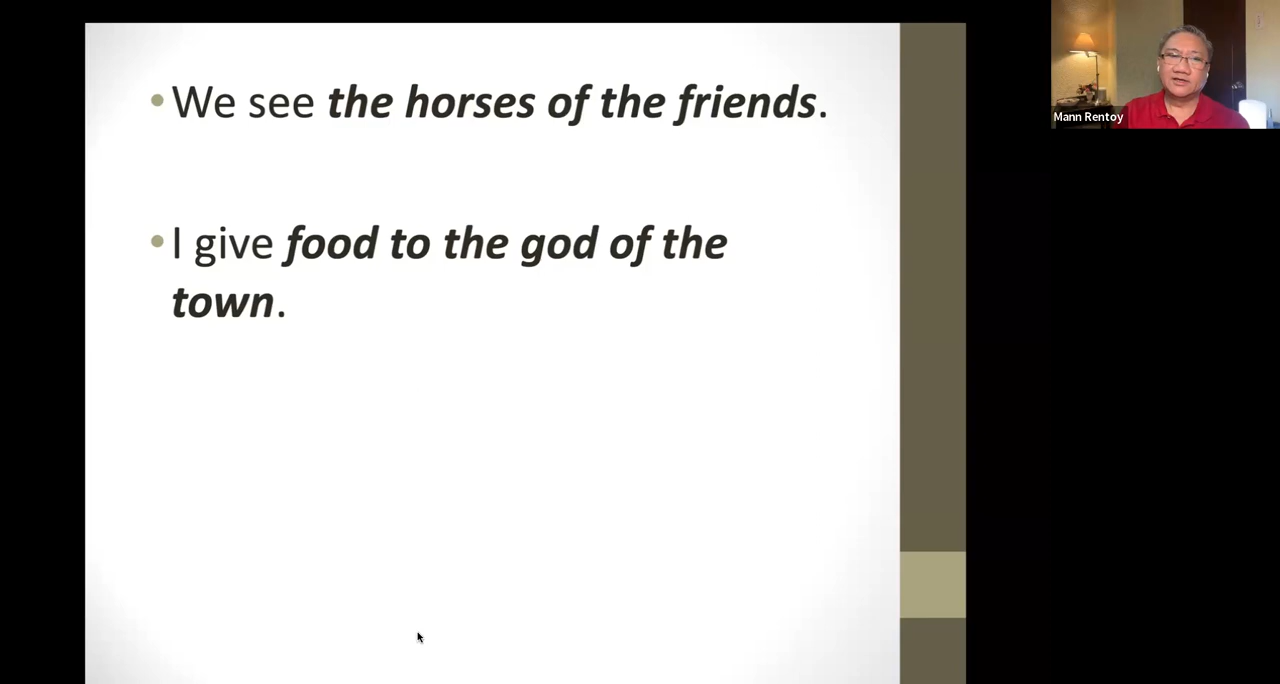 • We see the horses of the friends.
• I give food to the god of the
town.
Mann Rentoy